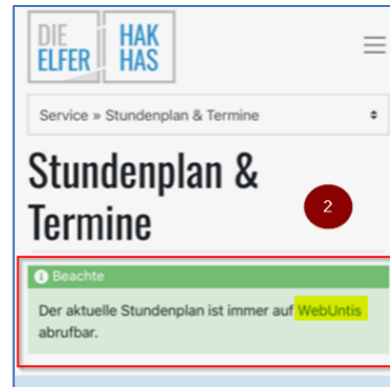 DIE HAK
ELFER HAS
Service » Stundenplan & Termine
Stundenplan &
Termine
2
Beachte
Der aktuelle Stundenplan ist immer auf WebUntis
abrufbar.